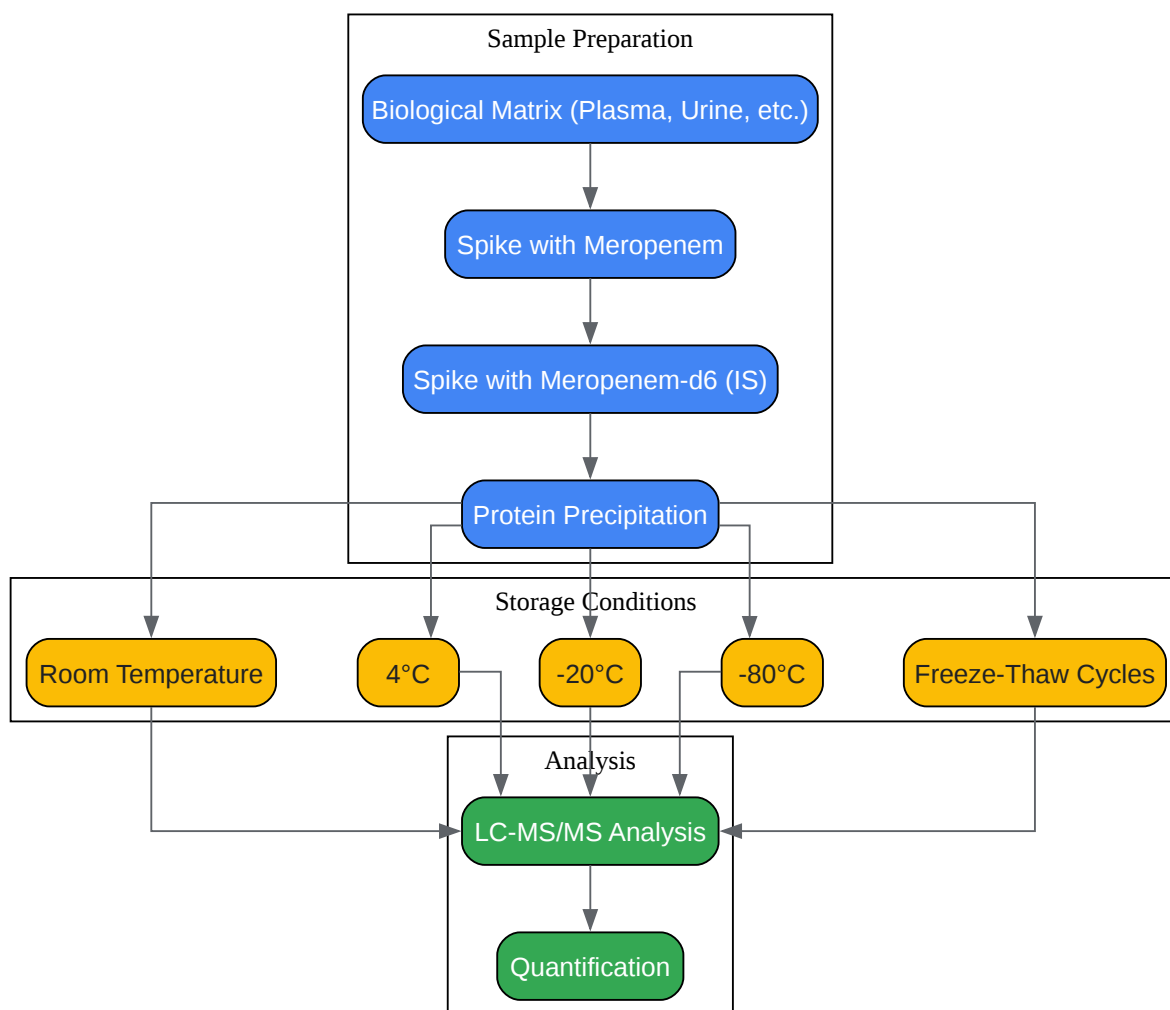 Sample Preparation
Biological Matrix (Plasma, Urine, etc.)
Spike with Meropenem
Spike with Meropenem-d6 (IS)
Protein Precipitation
Storage Conditions
Room Temperature
4°C
-20°C
-80°C
Freeze-Thaw Cycles
Analysis
LC-MS/MS Analysis
Quantification